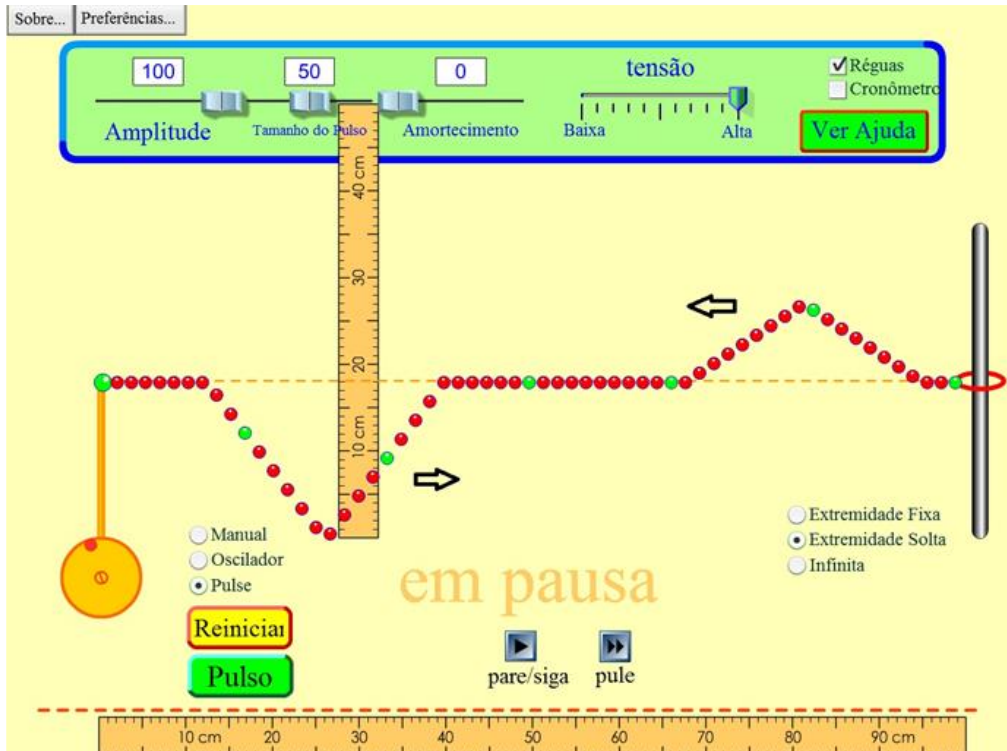 Sobre... Preferências...
100 50 0 tensão Réguas
Cronômetro
Amplitude Tamanho do Pulso Amortecimento Baixa Alta Ver Ajuda
40 cm
30
20
10 cm
Manual
Oscilador
Pulse
Extremidade Fixa
Extremidade Solta
Infinita
em pausa
Reiniciar
Pulso
pare/siga pule
10 cm 20 30 40 50 60 70 80 90 cm